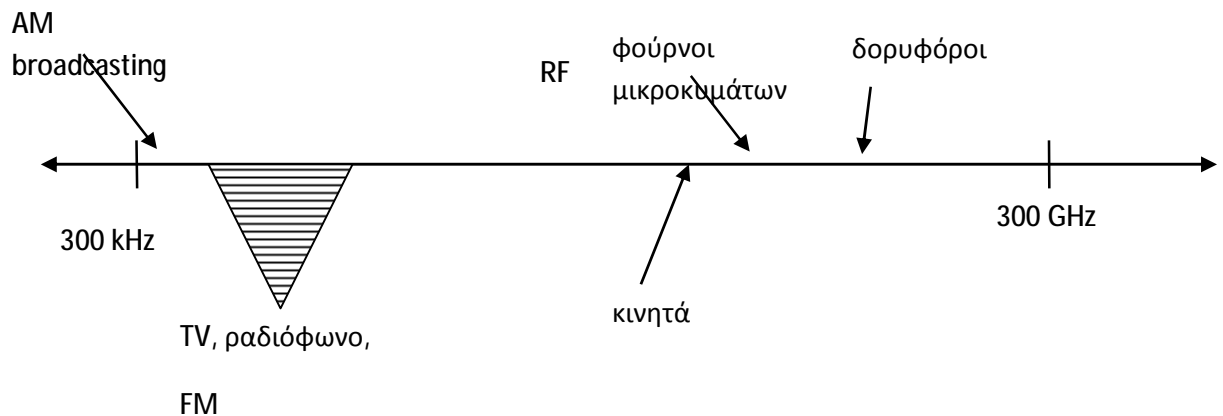 AM
broadcasting
RF
φούρνοι
μικροκυμάτων
δορυφόροι
300 kHz
300 GHz
κινητά
TV, ραδιόφωνο,
FM